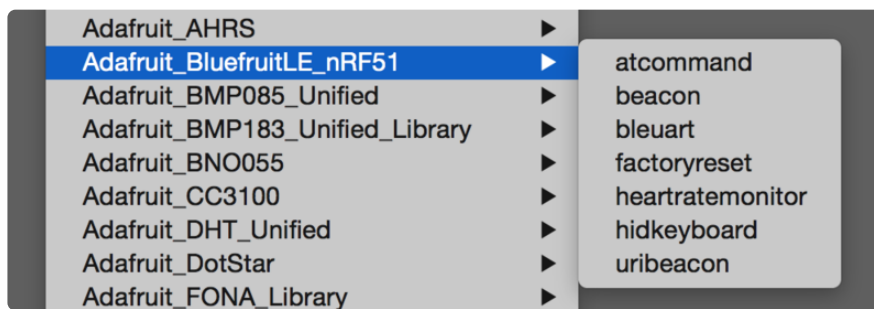 Adafruit_AHRS
Adafruit_BluefruitLE_nRF51
Adafruit_BMP085_Unified
Adafruit_BMP183_Unified_Library
Adafruit_BNO055
Adafruit_CC3100
Adafruit_DHT_Unified
Adafruit_DotStar
Adafruit_FONA_Library
atcommand
beacon
bleuart
factoryreset
heartratemonitor
hidkeyboard
uribeacon